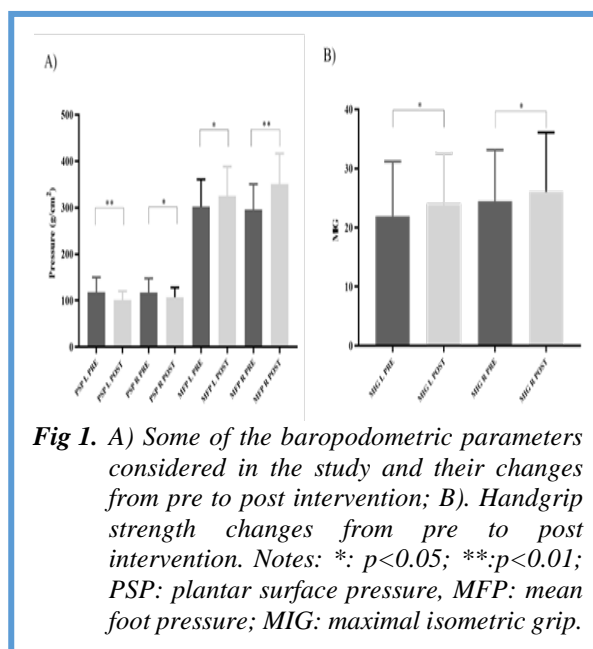 A)
B)
500
400
300
200
100
0
Pressure (g/cm²)
**
*
*
**
PSP L PRE
PSP L POST
PSP R PRE
PSP R POST
MFP L PRE
MFP L POST
MFP R PRE
MFP R POST
40
30
20
10
0
MIG
*
*
MIG L PRE
MIG L POST
MIG R PRE
MIG R POST
Fig 1. A) Some of the baropodometric parameters
considered in the study and their changes
from pre to post intervention; B). Handgrip
strength changes from pre to post
intervention. Notes: *: p<0.05; **:p<0.01;
PSP: plantar surface pressure, MFP: mean
foot pressure; MIG: maximal isometric grip.